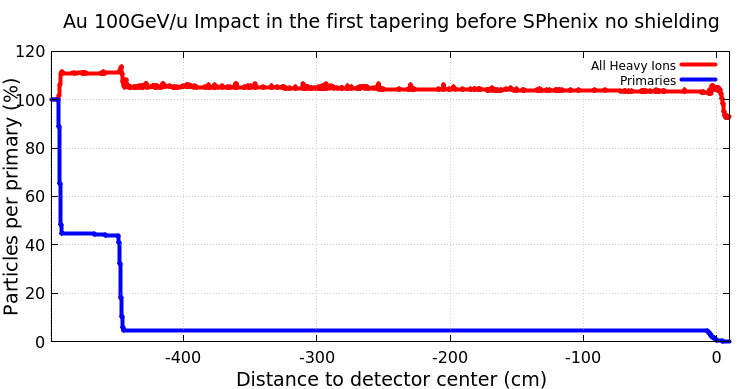 Au 100GeV/u Impact in the first tapering before SPhenix no shielding
120
100
80
60
40
20
0
Particles per primary (%)
All Heavy Ions
Primaries
-400
-300
-200
-100
0
Distance to detector center (cm)